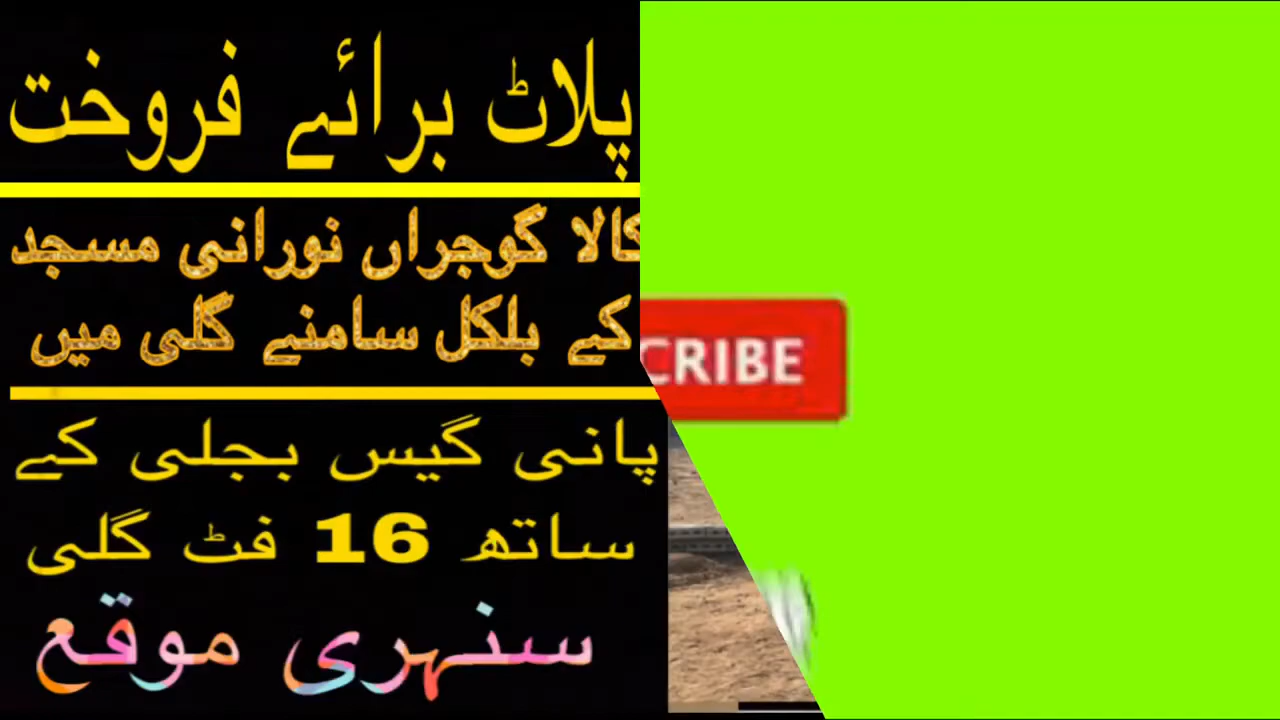 پلاٹ برائے فروخت
کالا گوجراں نورانی مسجد
کے بلکل سامنے گلی میں
CRIBE
پانی گیس بجلی کے
ساتھ 16 فٹ گلی
سنہری موقع